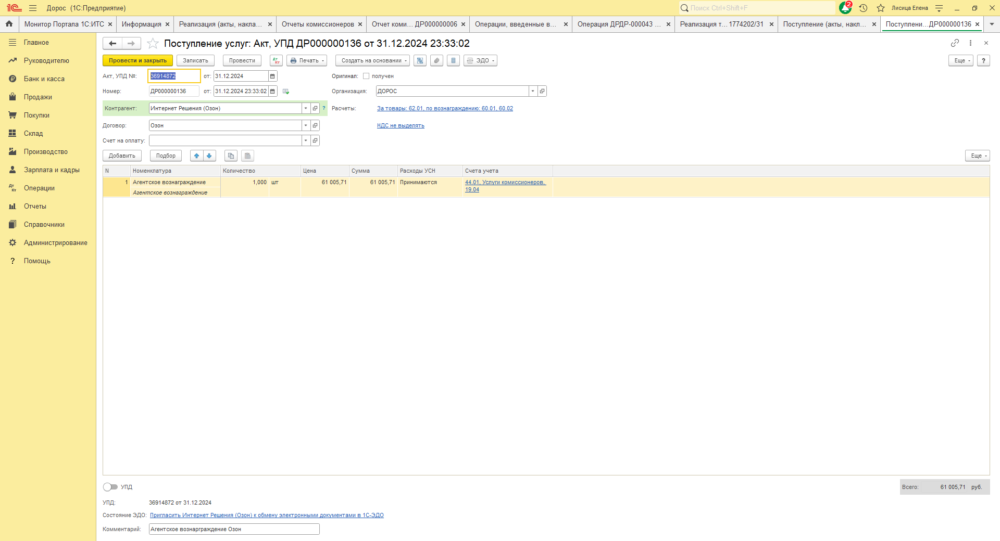 1С Дорос (1С:Предприятие)
Поиск Ctrl+Shift+F
2
Лисица Елена
Монитор Портала 1С:ИТС
Информация
Реализация (акты, накла...
Отчеты комиссионеров
Отчет коми... ДР000000006
Операции, введенные в...
Операция ДРДР-000043 ...
Реализация т... 1774202/31
Поступление (акты, накл...
Поступлени...ДР000000136
Главное
Руководителю
Банк и касса
Продажи
Покупки
Склад
Производство
Зарплата и кадры
Дт Кт Операции
Отчеты
Справочники
Администрирование
? Помощь
Поступление услуг: Акт, УПД ДР000000136 от 31.12.2024 23:33:02
Провести и закрыть Записать Провести Дт Кт Печать Создать на основании ЭДО Еще ?
Акт, УПД №: 36914872 от: 31.12.2024 Оригинал: получен
Номер: ДР000000136 от: 31.12.2024 23:33:02 Организация: ДОРОС
Контрагент: Интернет Решения (Озон) ? Расчеты: За товары: 62.01, по вознаграждению: 60.01, 60.02
Договор: Озон НДС не выделять
Счет на оплату:
Добавить Подбор Еще
N Номенклатура Количество Цена Сумма Расходы УСН Счета учета
1 Агентское вознаграждение 1,000 шт 61 005,71 61 005,71 Принимаются 44.01, Услуги комиссионеров,
Агентское вознаграждение 19.04
УПД Всего: 61 005,71 руб.
УПД: 36914872 от 31.12.2024
Состояние ЭДО: Пригласить Интернет Решения (Озон) к обмену электронными документами в 1С-ЭДО
Комментарий: Агентское вознарграждение Озон